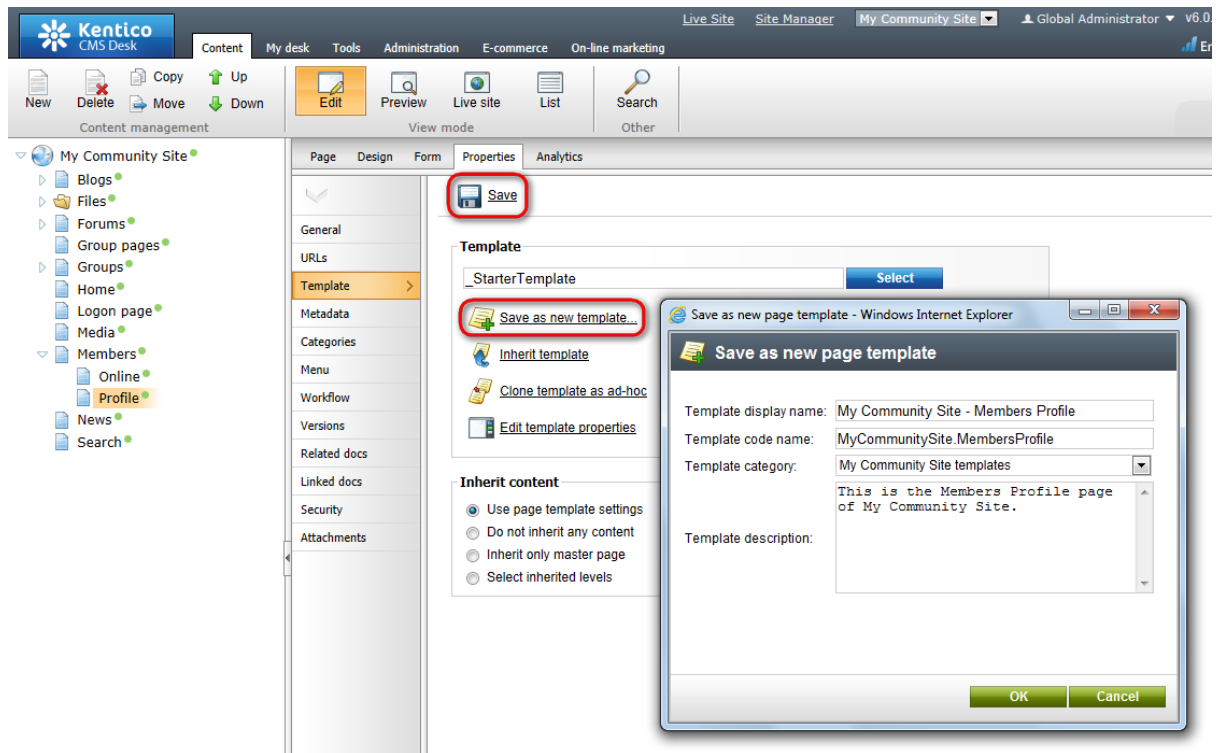 Kentico
CMS Desk
Live Site Site Manager My Community Site Global Administrator v6.0.
Content My desk Tools Administration E-commerce On-line marketing Er
New Delete Copy Move Up Down
Content management
Edit Preview Live site List
View mode
Search
Other
My Community Site
Blogs
Files
Forums
Group pages
Groups
Home
Logon page
Media
Members
Online
Profile
News
Search
Page Design Form Properties Analytics
General
URLs
Template >
Metadata
Categories
Menu
Workflow
Versions
Related docs
Linked docs
Security
Attachments
Save
Template
_StarterTemplate Select
Save as new template...
Inherit template
Clone template as ad-hoc
Edit template properties
Inherit content
Use page template settings
Do not inherit any content
Inherit only master page
Select inherited levels
Save as new page template - Windows Internet Explorer
Save as new page template
Template display name: My Community Site - Members Profile
Template code name: MyCommunitySite.MembersProfile
Template category: My Community Site templates
Template description: This is the Members Profile page
of My Community Site.
OK Cancel